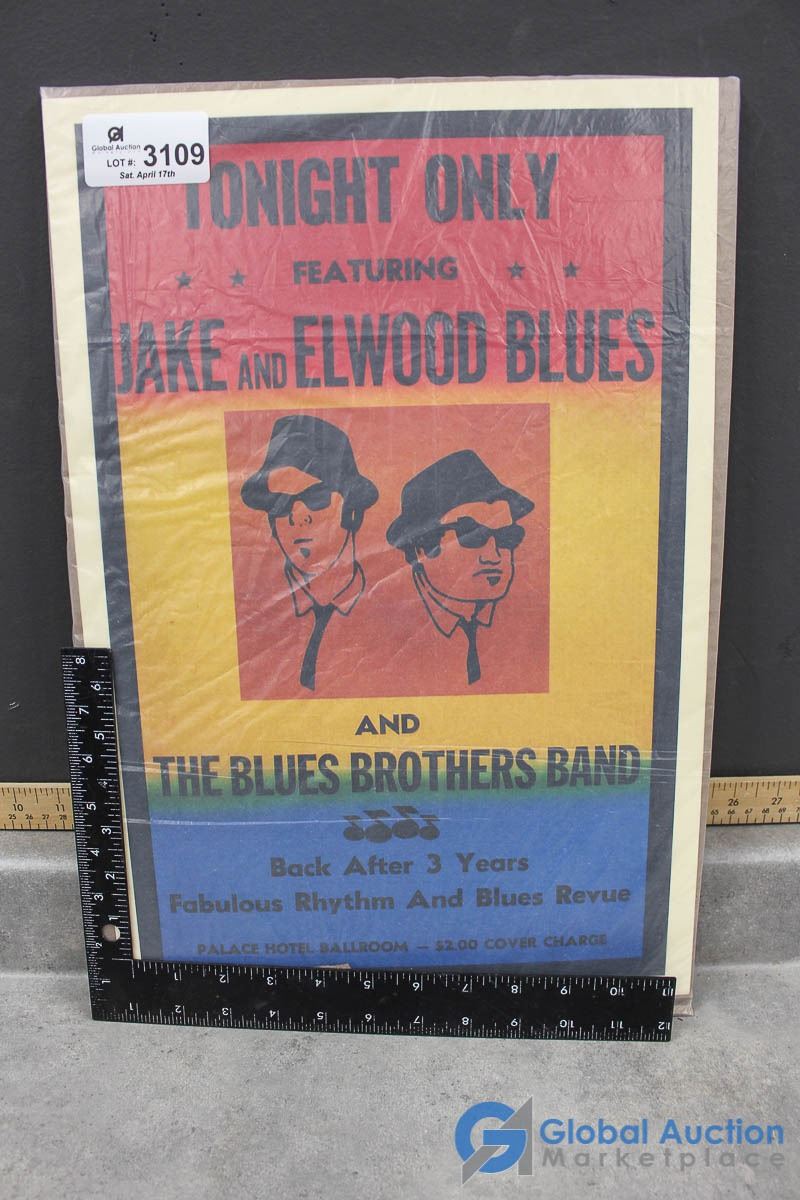 Global Auction
LOT #: 3109
Sat. April 17th
TONIGHT ONLY
FEATURING
JAKE AND ELWOOD BLUES
AND
THE BLUES BROTHERS BAND
Back After 3 Years
Fabulous Rhythm And Blues Revue
PALACE HOTEL BALLROOM — $2.00 COVER CHARGE
Global Auction
Marketplace